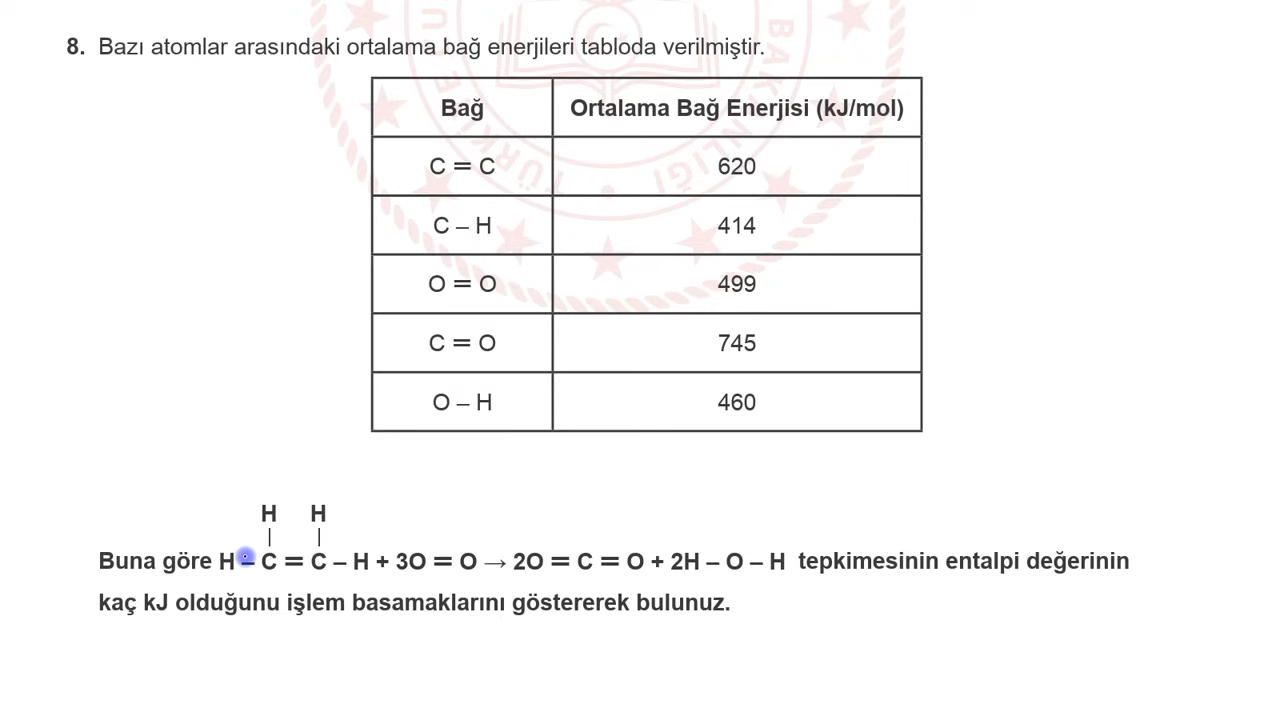 8. Bazı atomlar arasındaki ortalama bağ enerjileri tabloda verilmiştir.
Bağ Ortalama Bağ Enerjisi (kJ/mol)
C = C 620
C – H 414
O = O 499
C = O 745
O – H 460
H H
| |
Buna göre H – C = C – H + 3O = O → 2O = C = O + 2H – O – H tepkimesinin entalpi değerinin
kaç kJ olduğunu işlem basamaklarını göstererek bulunuz.